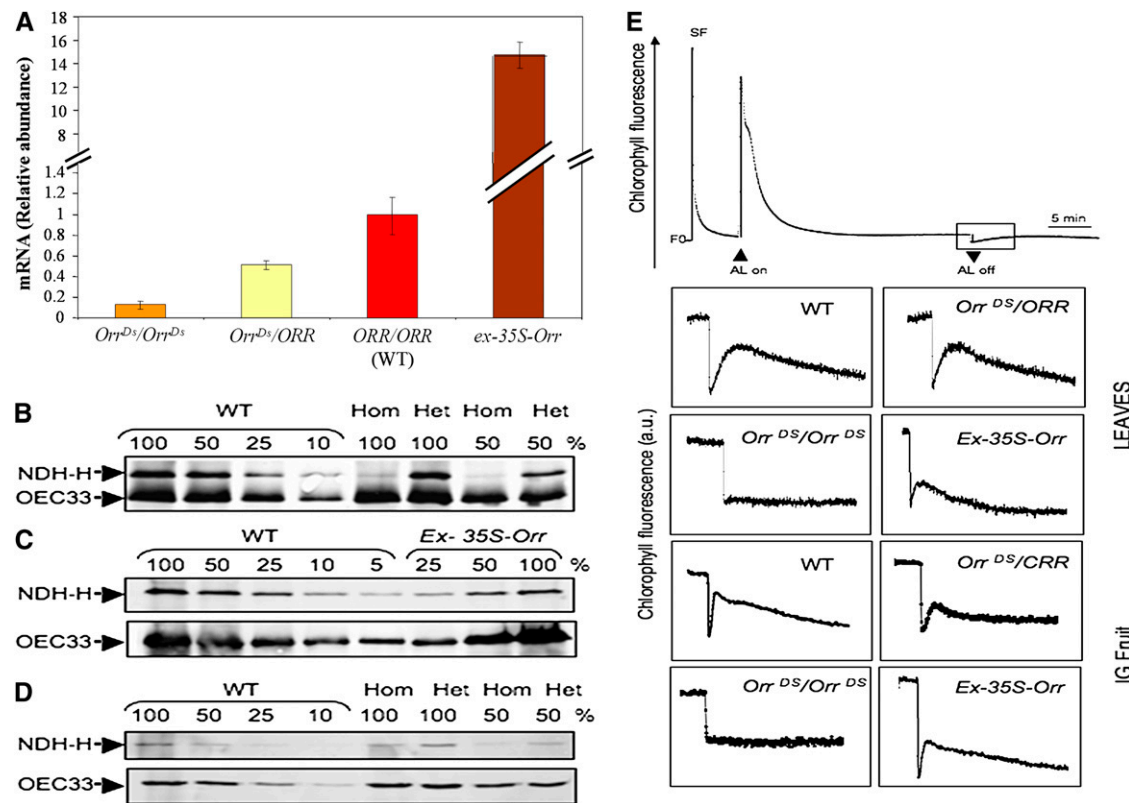 A
mRNA (Relative abundance)
18
16
14
12
10
8
1.4
1.2
1
0.8
0.6
0.4
0.2
0
Orr^Ds/Orr^Ds
Orr^Ds/ORR
ORR/ORR
(WT)
ex-35S-Orr
B
WT Hom Het Hom Het
100 50 25 10 100 100 50 50 %
NDH-H
OEC33
C
WT Ex- 35S-Orr
100 50 25 10 5 25 50 100 %
NDH-H
OEC33
D
WT Hom Het Hom Het
100 50 25 10 100 100 50 50 %
NDH-H
OEC33
E
Chlorophyll fluorescence
SF
F0
AL on
AL off
5 min
Chlorophyll fluorescence (a.u.)
WT
Orr^DS/ORR
Orr^DS/Orr^DS
Ex-35S-Orr
LEAVES
WT
Orr^DS/CRR
Orr^DS/Orr^DS
Ex-35S-Orr
IG Fruit